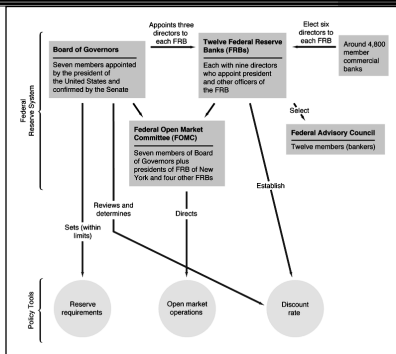 Appoints three
directors to
each FRB
Elect six
directors to
each FRB
Board of Governors
Seven members appointed
by the president of
the United States and
confirmed by the Senate
Twelve Federal Reserve
Banks (FRBs)
Each with nine directors
who appoint president
and other officers of
the FRB
Around 4,800
member
commercial
banks
Federal
Reserve System
Select
Federal Open Market
Committee (FOMC)
Seven members of Board
of Governors plus
presidents of FRB of New
York and four other FRBs
Federal Advisory Council
Twelve members (bankers)
Establish
Reviews and
determines
Sets (within
limits)
Directs
Policy Tools
Reserve
requirements
Open market
operations
Discount
rate